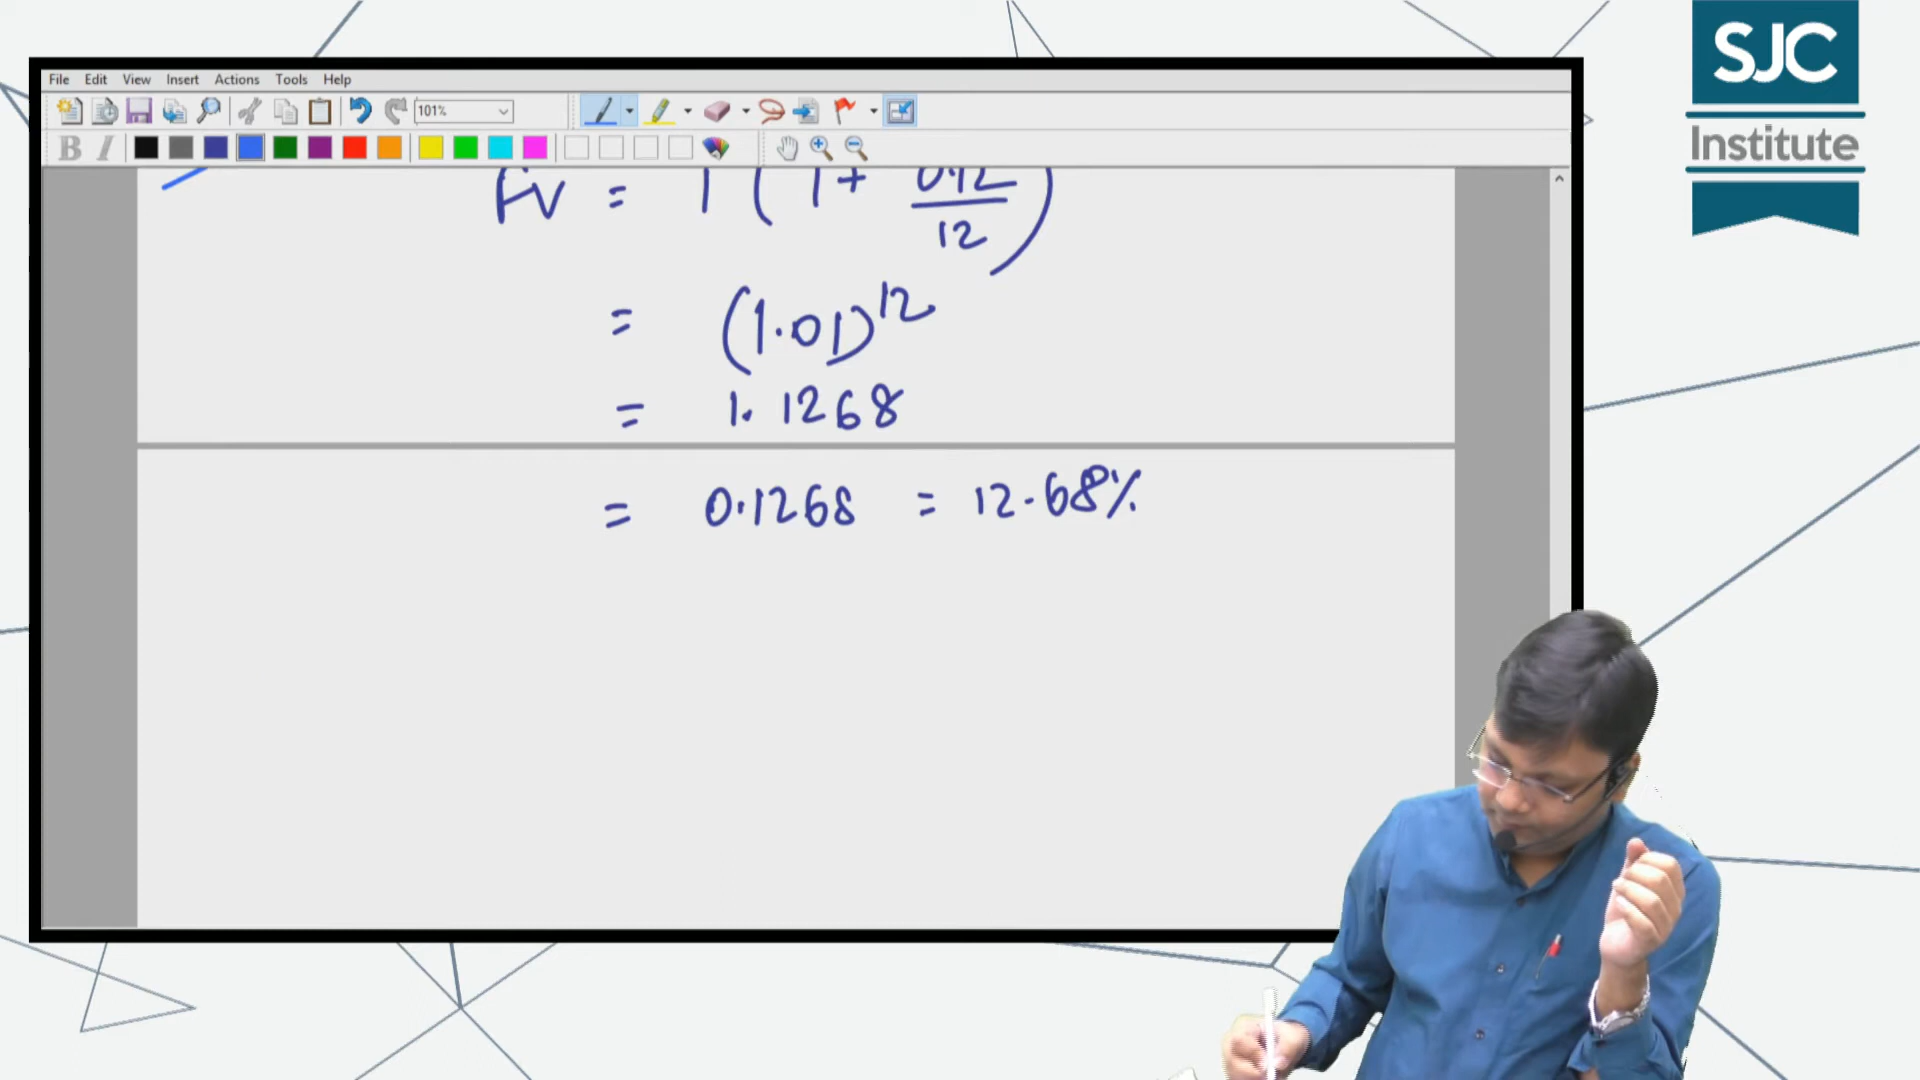 SJC
Institute
File Edit View Insert Actions Tools Help
101%
B I
FV = 1 ( 1 + 0.12 / 12 )
= (1.01)^12
= 1.1268
= 0.1268 = 12.68%